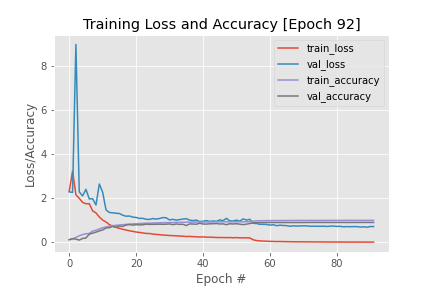 Training Loss and Accuracy [Epoch 92]
train_loss
val_loss
train_accuracy
val_accuracy
Loss/Accuracy
8
6
4
2
0
0 20 40 60 80
Epoch #